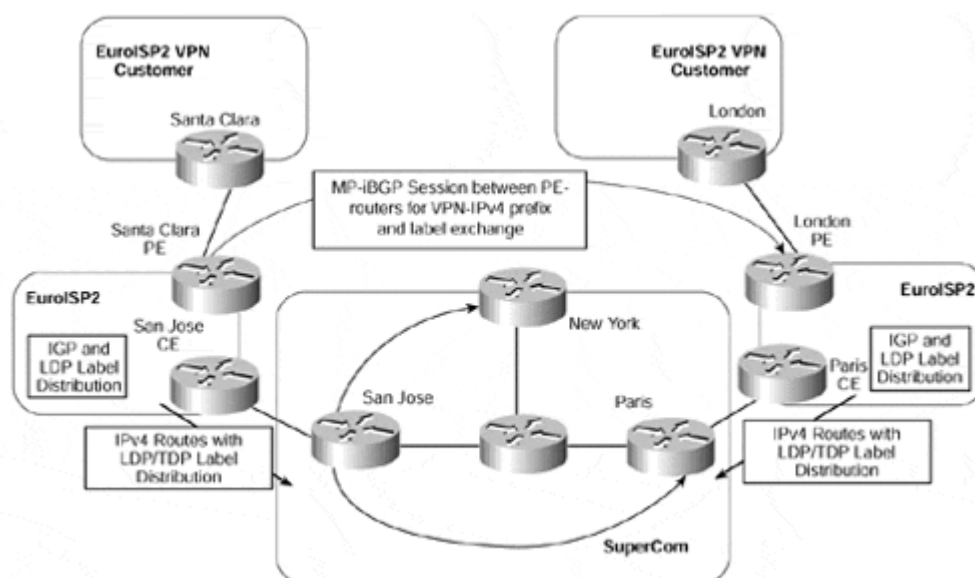 EuroISP2 VPN
Customer
EuroISP2 VPN
Customer
Santa Clara
London
MP-iBGP Session between PE-
routers for VPN-IPv4 prefix
and label exchange
Santa Clara
PE
London
PE
EuroISP2
EuroISP2
San Jose
CE
New York
IGP and
LDP Label
Distribution
IGP and
LDP Label
Distribution
San Jose
Paris
Paris
CE
IPv4 Routes with
LDP/TDP Label
Distribution
IPv4 Routes with
LDP/TDP Label
Distribution
SuperCom